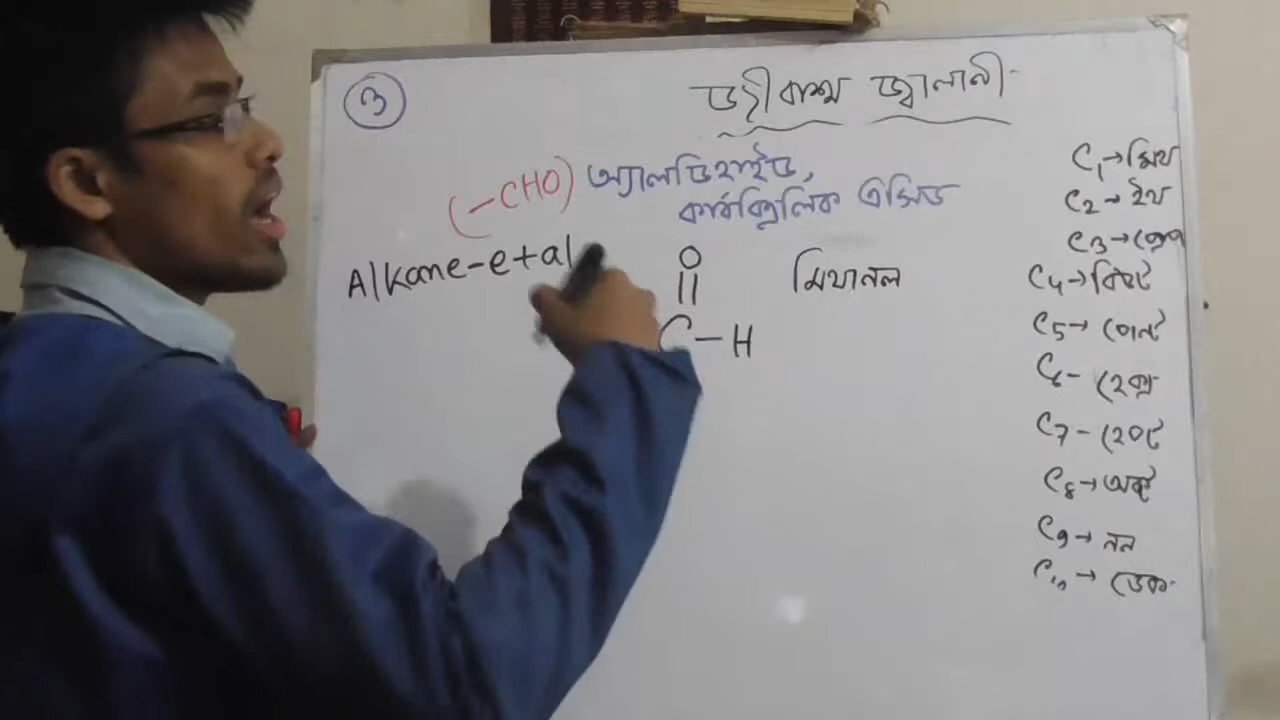 ৩
জীবাশ্ম জ্বালানী
(-CHO) অ্যালডিহাইড,
কার্বক্সিলিক এসিড
Alkane-e+al
O
||
C-H
মিথানল
C1→মিথ
C2→ইথ
C3→প্রোপ
C4→বিউট
C5→পেন্ট
C6-হেক্স
C7-হেপ্ট
C8→অক্ট
C9→নন
C10→ডেক